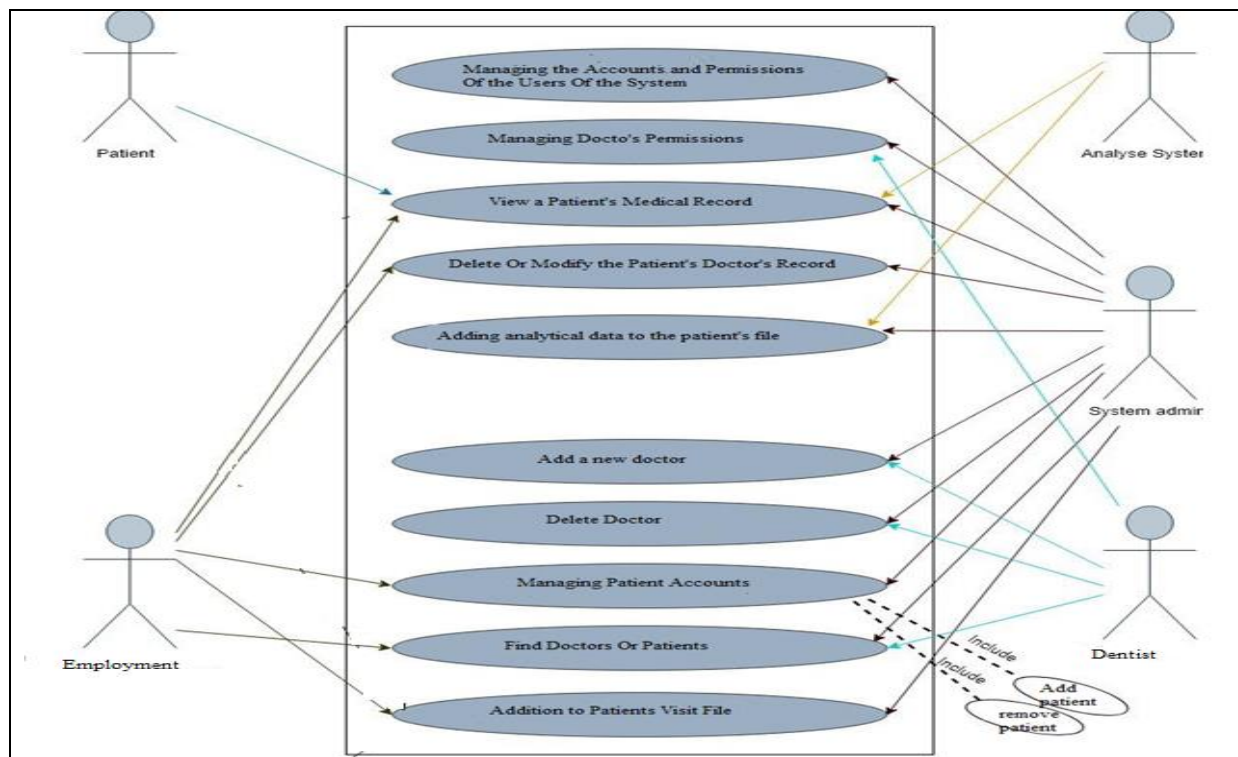 Managing the Accounts and Permissions
Of the Users Of the System
Patient
Managing Docto's Permissions
Analyse Syster
View a Patient's Medical Record
Delete Or Modify the Patient's Doctor's Record
Adding analytical data to the patient's file
System admin
Add a new doctor
Delete Doctor
Managing Patient Accounts
Find Doctors Or Patients
Employment
Dentist
Include
Include
Add
patient
remove
patient
Addition to Patients Visit File